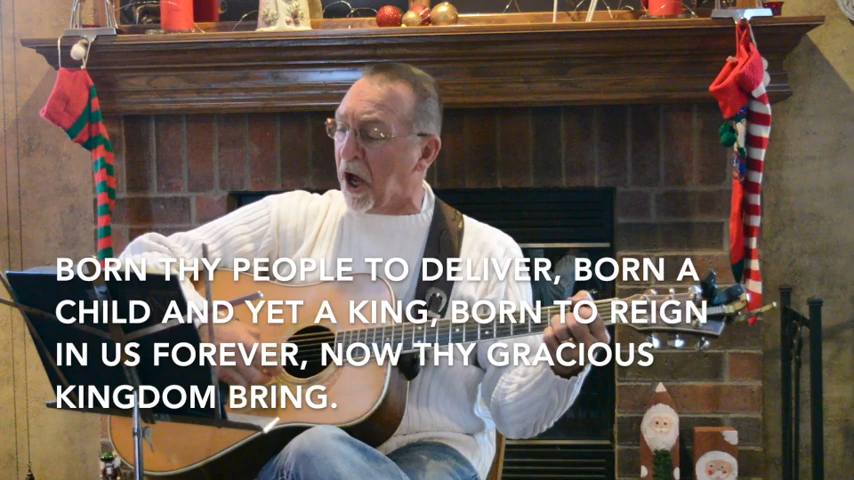 BORN THY PEOPLE TO DELIVER, BORN A
CHILD AND YET A KING, BORN TO REIGN
IN US FOREVER, NOW THY GRACIOUS
KINGDOM BRING.